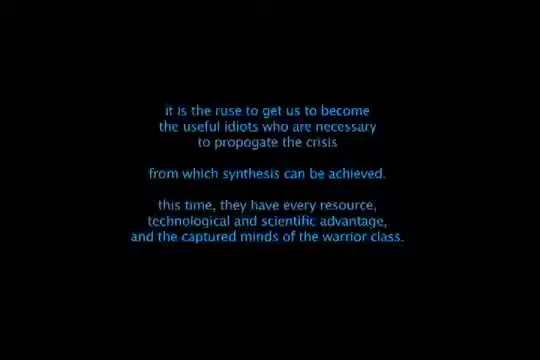 it is the ruse to get us to become
the useful idiots who are necessary
to propogate the crisis
from which synthesis can be achieved.
this time, they have every resource,
technological and scientific advantage,
and the captured minds of the warrior class.